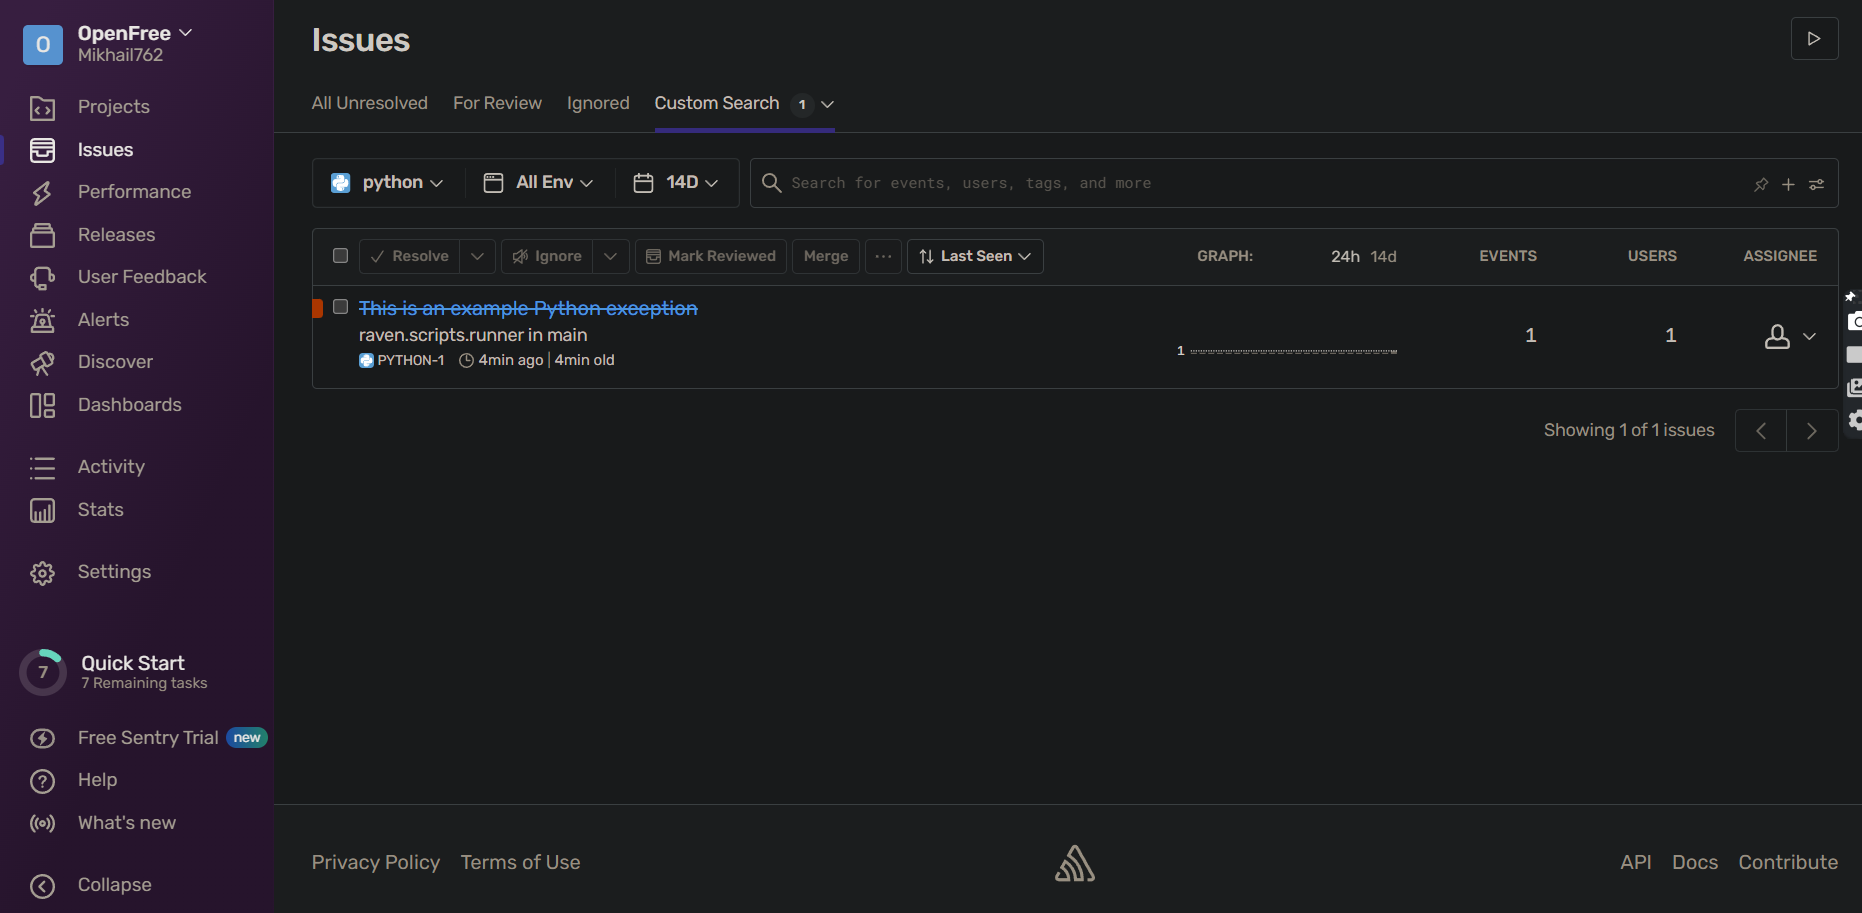 O
OpenFree
Mikhail762
Projects
Issues
Performance
Releases
User Feedback
Alerts
Discover
Dashboards
Activity
Stats
Settings
7
Quick Start
7 Remaining tasks
Free Sentry Trial new
Help
What's new
Collapse
Issues
All Unresolved For Review Ignored Custom Search 1
python All Env 14D Search for events, users, tags, and more
Resolve Ignore Mark Reviewed Merge ... Last Seen GRAPH: 24h 14d EVENTS USERS ASSIGNEE
This is an example Python exception
raven.scripts.runner in main
PYTHON-1 4min ago | 4min old
1
1 1
Showing 1 of 1 issues
Privacy Policy Terms of Use API Docs Contribute